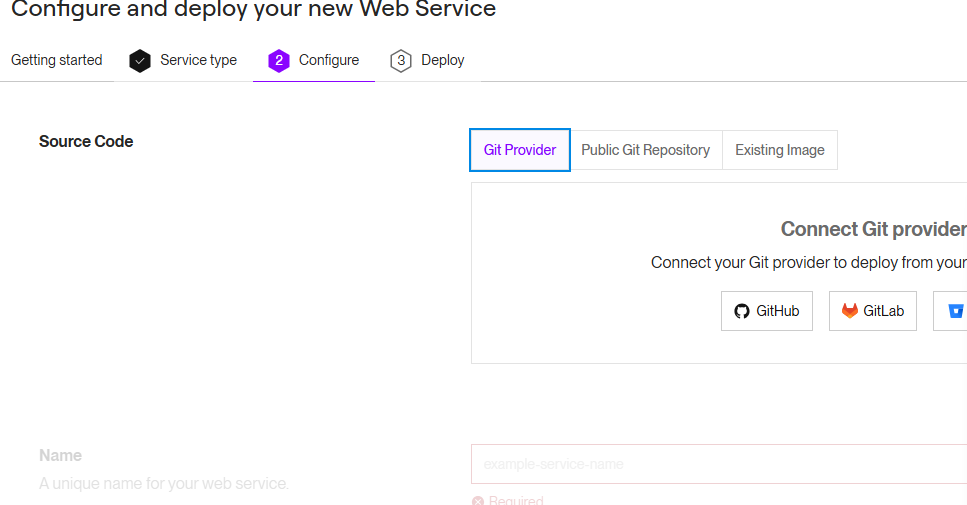 Configure and deploy your new Web Service
Getting started Service type 2 Configure 3 Deploy
Source Code
Git Provider Public Git Repository Existing Image
Connect Git provider
Connect your Git provider to deploy from your
GitHub GitLab
Name
example-service-name
A unique name for your web service.
Required